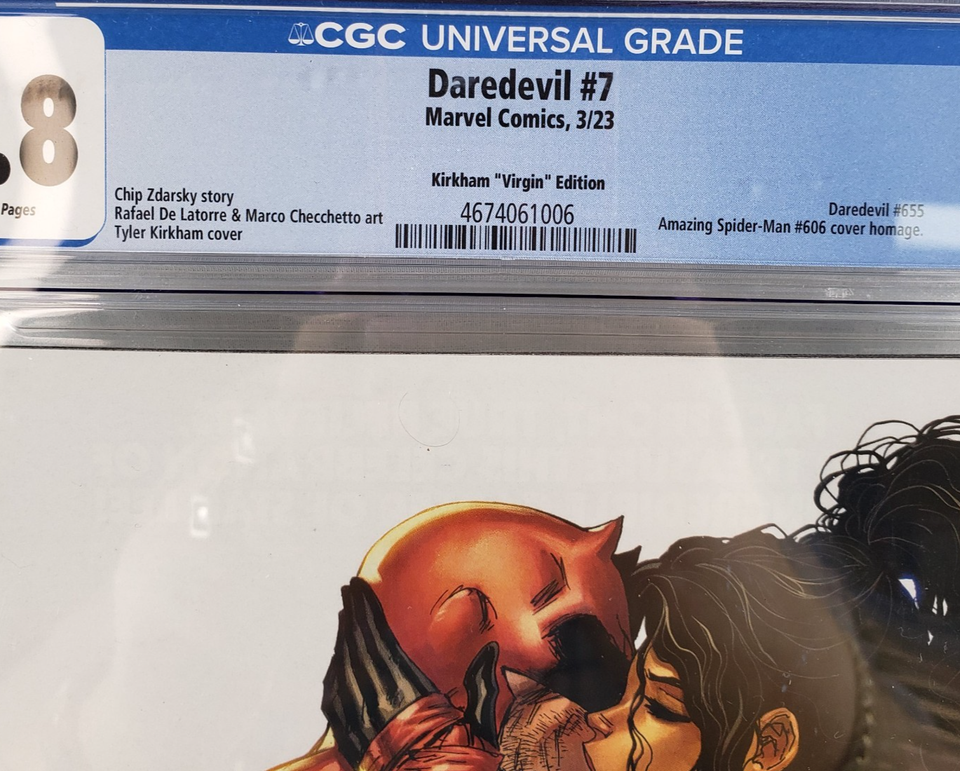 CGC UNIVERSAL GRADE
Daredevil #7
Marvel Comics, 3/23
.8
Pages
Kirkham "Virgin" Edition
Chip Zdarsky story
Rafael De Latorre & Marco Checchetto art
Tyler Kirkham cover
4674061006
Daredevil #655
Amazing Spider-Man #606 cover homage.